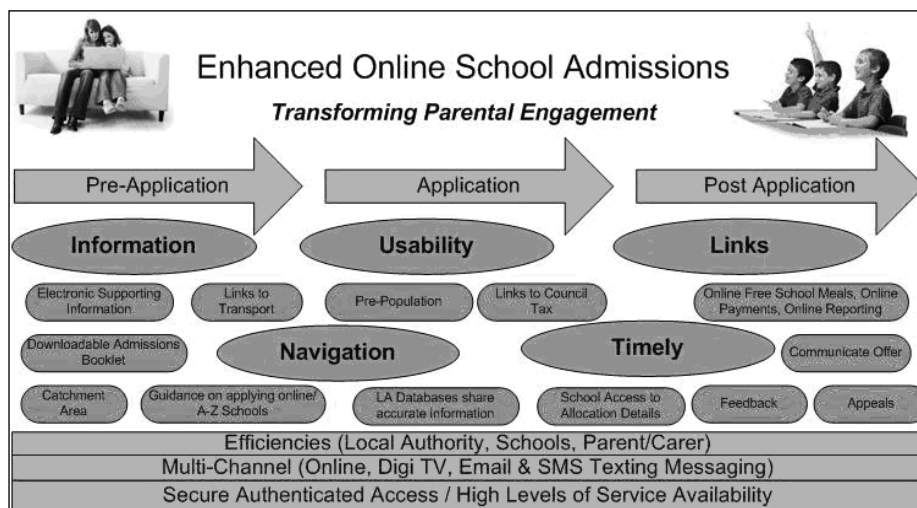 Enhanced Online School Admissions
Transforming Parental Engagement
Pre-Application
Application
Post Application
Information
Usability
Links
Electronic Supporting
Information
Links to
Transport
Pre-Population
Links to Council
Tax
Online Free School Meals, Online
Payments, Online Reporting
Downloadable Admissions
Booklet
Navigation
Timely
Communicate Offer
Catchment
Area
Guidance on applying online/
A-Z Schools
LA Databases share
accurate information
School Access to
Allocation Details
Feedback
Appeals
Efficiencies (Local Authority, Schools, Parent/Carer)
Multi-Channel (Online, Digi TV, Email & SMS Texting Messaging)
Secure Authenticated Access / High Levels of Service Availability